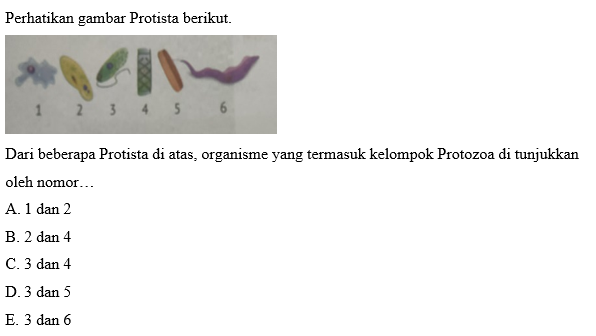 Perhatikan gambar Protista berikut.
1 2 3 4 5 6
Dari beberapa Protista di atas, organisme yang termasuk kelompok Protozoa di tunjukkan
oleh nomor…
A. 1 dan 2
B. 2 dan 4
C. 3 dan 4
D. 3 dan 5
E. 3 dan 6